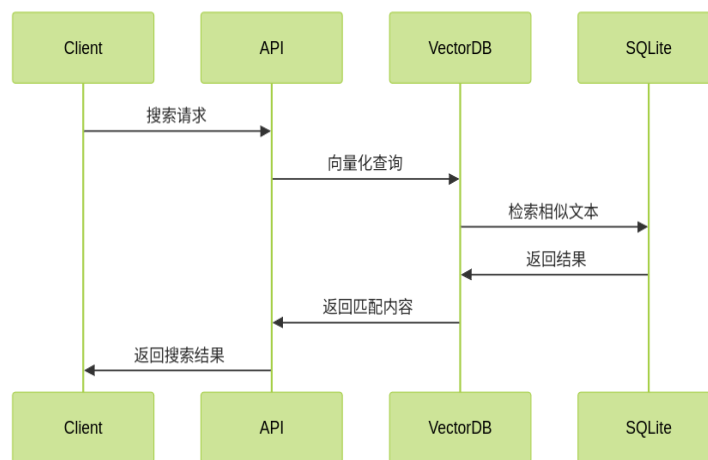 Client
API
VectorDB
SQLite
搜索请求
向量化查询
检索相似文本
返回结果
返回匹配内容
返回搜索结果
Client
API
VectorDB
SQLite